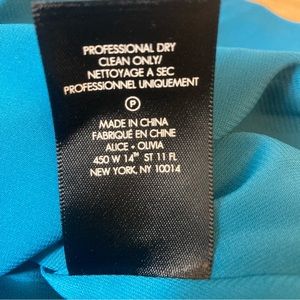 PROFESSIONAL DRY
CLEAN ONLY/
NETTOYAGE A SEC
PROFESSIONNEL UNIQUEMENT
P
MADE IN CHINA
FABRIQUÉ EN CHINE
ALICE + OLIVIA
450 W 14TH ST 11 FL
NEW YORK, NY 10014